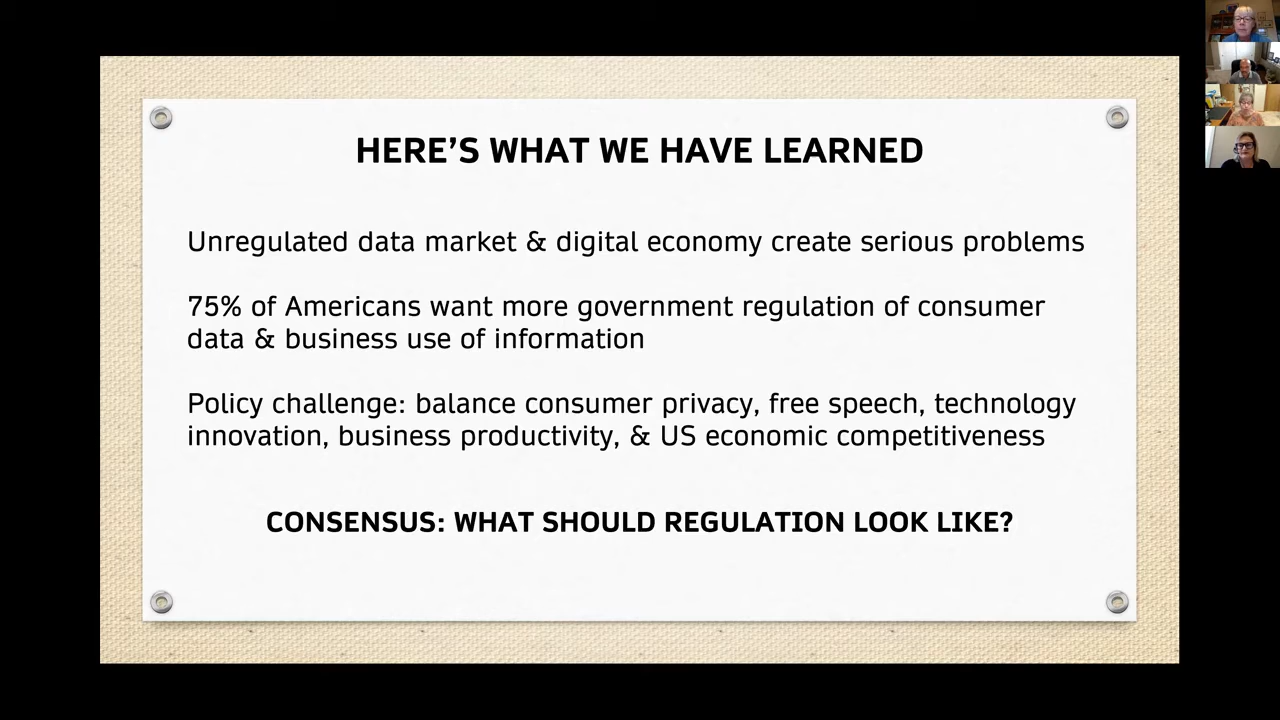 HERE’S WHAT WE HAVE LEARNED
Unregulated data market & digital economy create serious problems
75% of Americans want more government regulation of consumer
data & business use of information
Policy challenge: balance consumer privacy, free speech, technology
innovation, business productivity, & US economic competitiveness
CONSENSUS: WHAT SHOULD REGULATION LOOK LIKE?